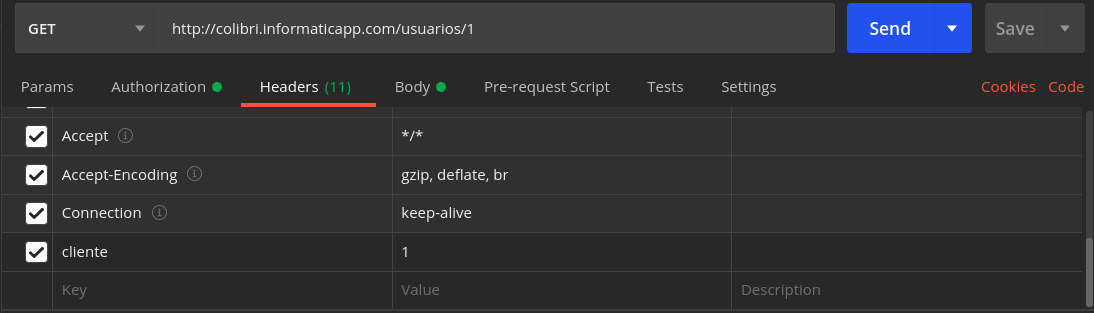 GET http://colibri.informaticapp.com/usuarios/1 Send Save
Params Authorization Headers (11) Body Pre-request Script Tests Settings Cookies Code
Accept */*
Accept-Encoding gzip, deflate, br
Connection keep-alive
cliente 1
Key Value Description